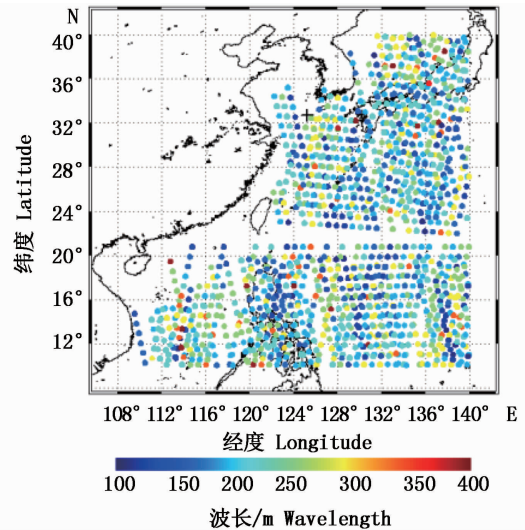 N
40°
36°
32°
28°
24°
20°
16°
12°
纬度 Latitude
108° 112° 116° 120° 124° 128° 132° 136° 140° E
经度 Longitude
100 150 200 250 300 350 400
波长/m Wavelength